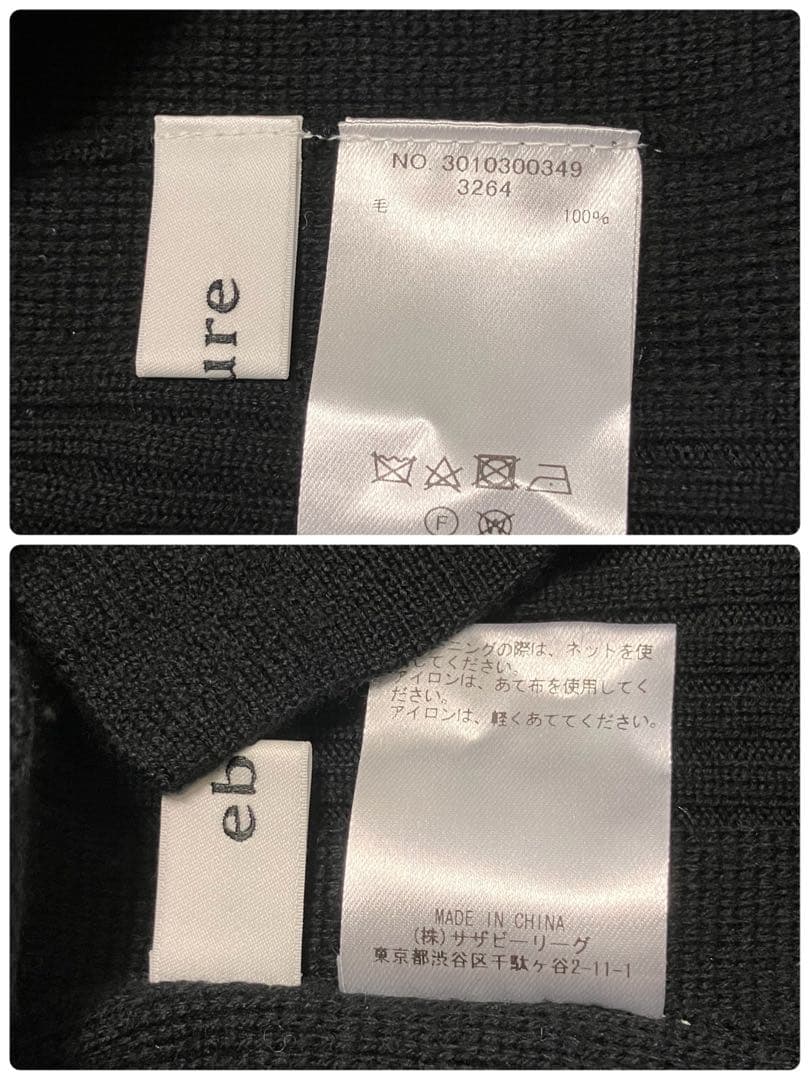 ure
NO. 3010300349
3264
毛 100%
F
W
ニングの際は、ネットを使
してください。
アイロンは、あて布を使用してく
ださい。
アイロンは、軽くあててください。
eb
MADE IN CHINA
(株)サザビーリーグ
東京都渋谷区千駄ヶ谷2-11-1